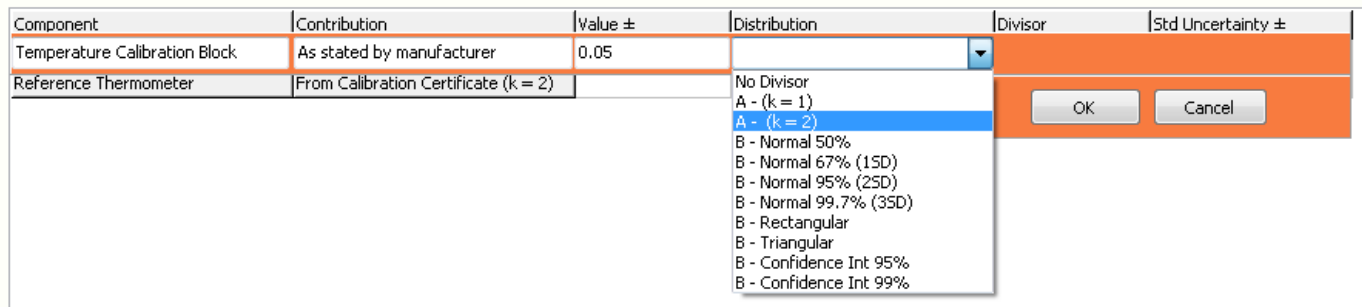 Component Contribution Value ± Distribution Divisor Std Uncertainty ±
Temperature Calibration Block As stated by manufacturer 0.05
Reference Thermometer From Calibration Certificate (k = 2)
No Divisor
A - (k = 1)
A -  (k = 2)
B - Normal 50%
B - Normal 67% (1SD)
B - Normal 95% (2SD)
B - Normal 99.7% (3SD)
B - Rectangular
B - Triangular
B - Confidence Int 95%
B - Confidence Int 99%
OK Cancel